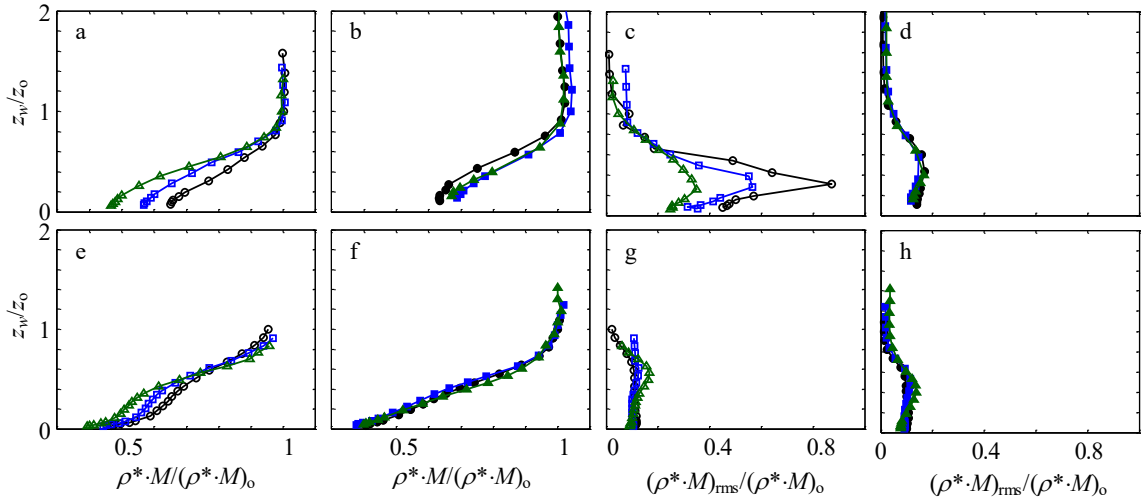 2
a
b
c
d
z_w/z_o
1
0
2
e
f
g
h
z_w/z_o
1
0
0.5 1 0.5 1 0 0.4 0.8 0 0.4 0.8
ρ*·M/(ρ*·M)_o ρ*·M/(ρ*·M)_o (ρ*·M)_rms/(ρ*·M)_o (ρ*·M)_rms/(ρ*·M)_o